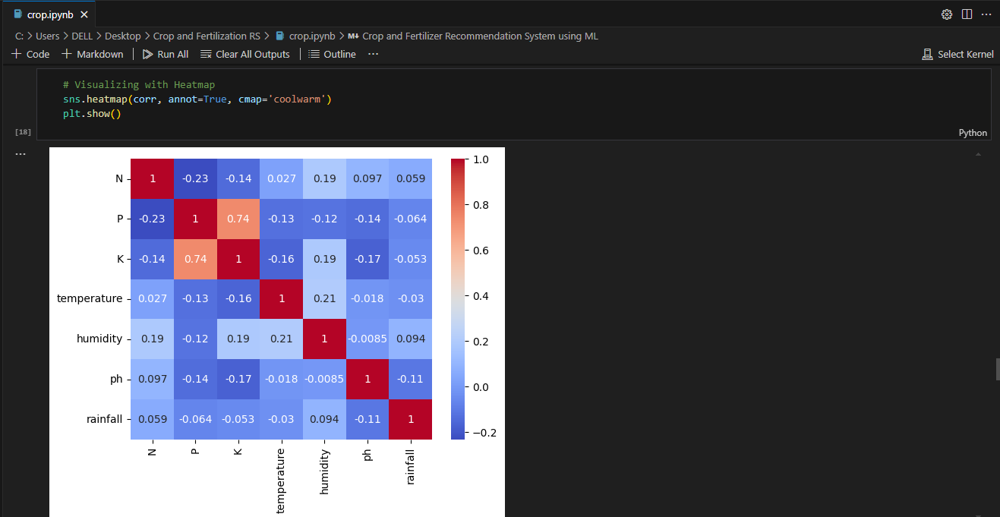 crop.ipynb
C: > Users > DELL > Desktop > Crop and Fertilization RS > crop.ipynb > M↓ Crop and Fertilizer Recommendation System using ML
+ Code + Markdown | Run All Clear All Outputs | Outline ...
Select Kernel
# Visualizing with Heatmap
sns.heatmap(corr, annot=True, cmap='coolwarm')
plt.show()
[18]
Python
...
N 1 -0.23 -0.14 0.027 0.19 0.097 0.059
P -0.23 1 0.74 -0.13 -0.12 -0.14 -0.064
K -0.14 0.74 1 -0.16 0.19 -0.17 -0.053
temperature 0.027 -0.13 -0.16 1 0.21 -0.018 -0.03
humidity 0.19 -0.12 0.19 0.21 1 -0.0085 0.094
ph 0.097 -0.14 -0.17 -0.018 -0.0085 1 -0.11
rainfall 0.059 -0.064 -0.053 -0.03 0.094 -0.11 1
N P K temperature humidity ph rainfall
1.0
0.8
0.6
0.4
0.2
0.0
−0.2